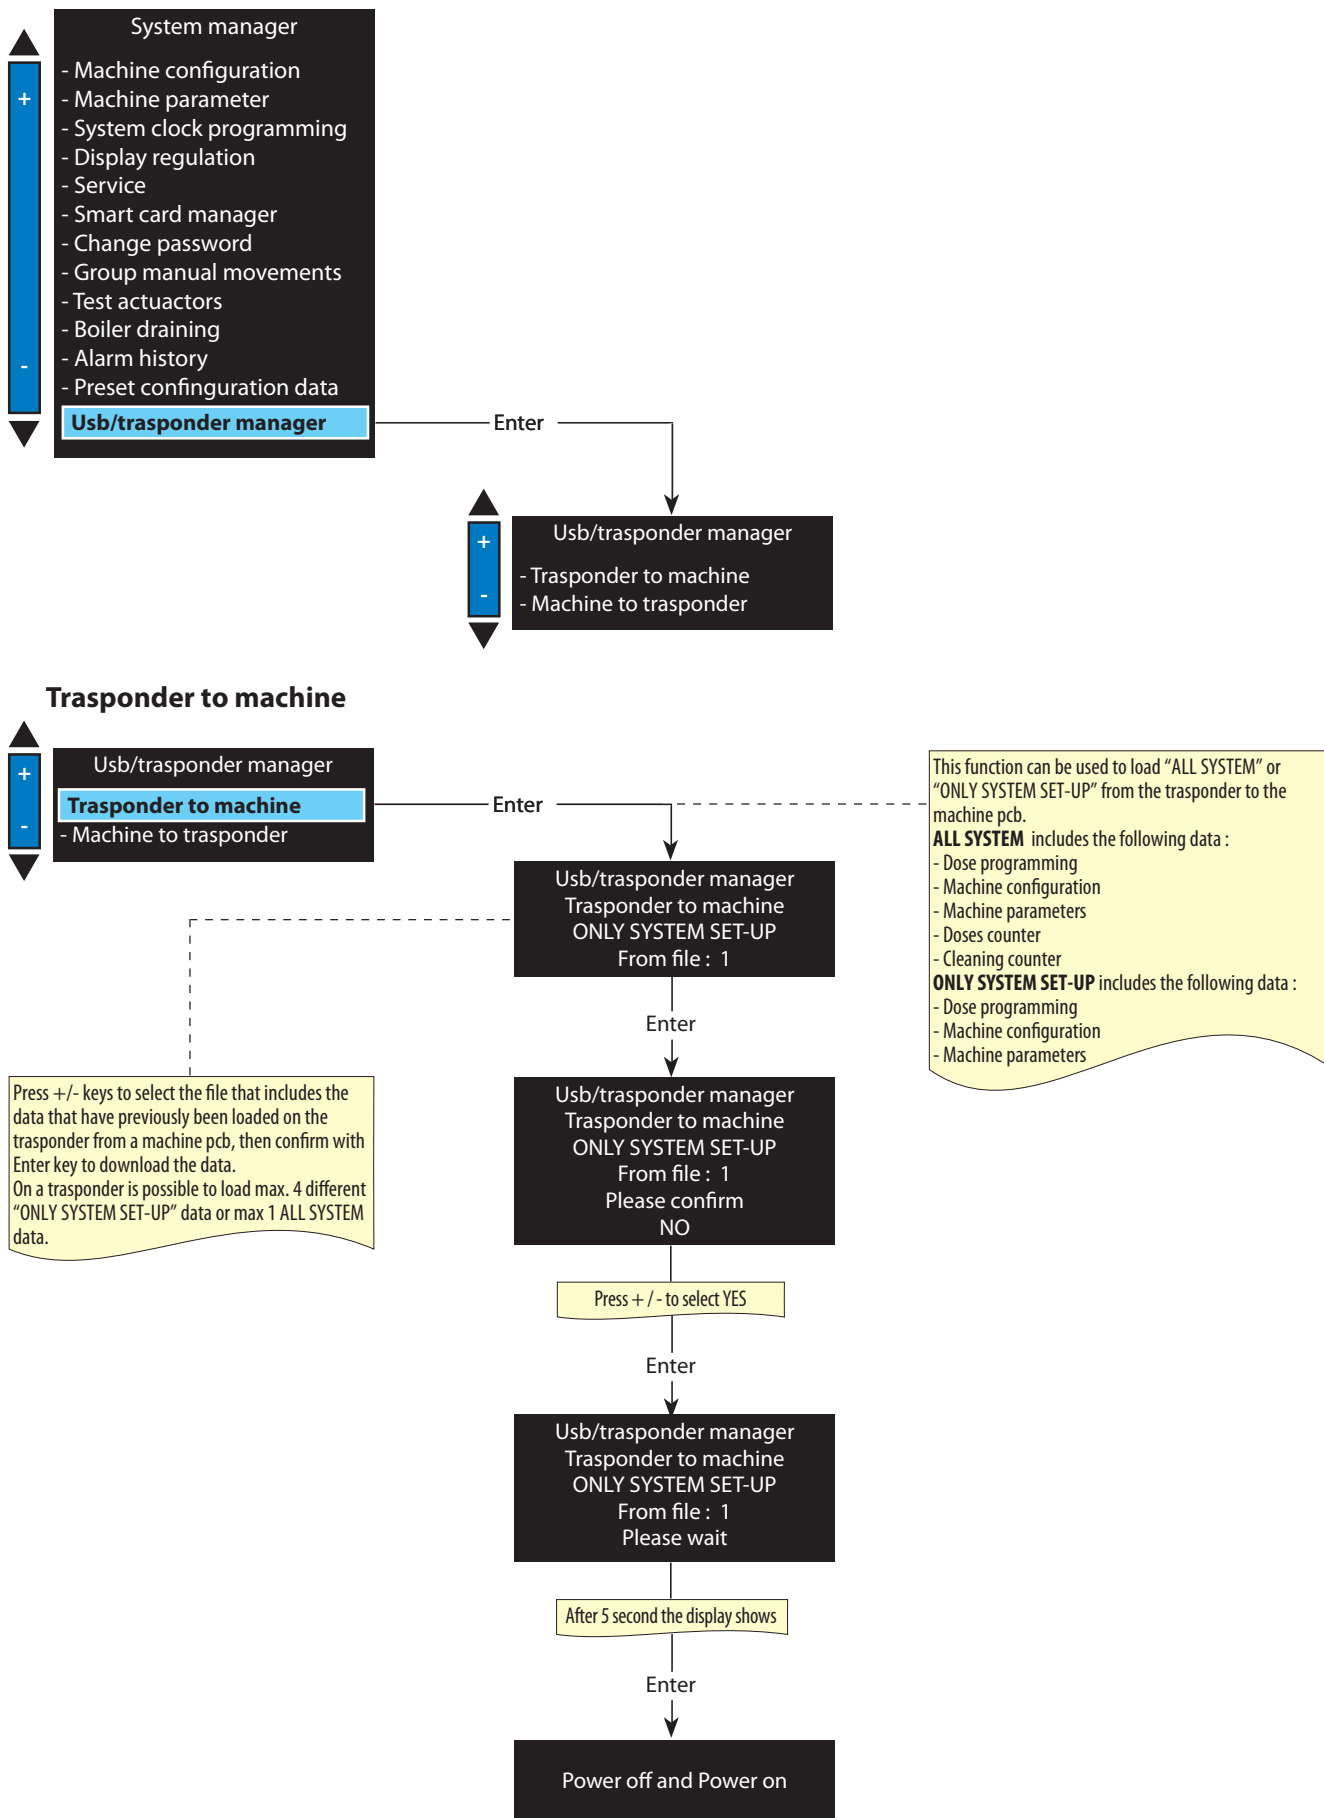 System manager
- Machine configuration
- Machine parameter
- System clock programming
- Display regulation
- Service
- Smart card manager
- Change password
- Group manual movements
- Test actuactors
- Boiler draining
- Alarm history
- Preset confinguration data
Usb/trasponder manager
+
-
Enter
Usb/trasponder manager
- Trasponder to machine
- Machine to trasponder
+
-
Trasponder to machine
+
-
Usb/trasponder manager
Trasponder to machine
- Machine to trasponder
Enter
This function can be used to load “ALL SYSTEM” or
“ONLY SYSTEM SET-UP” from the trasponder to the
machine pcb.
ALL SYSTEM includes the following data :
- Dose programming
- Machine configuration
- Machine parameters
- Doses counter
- Cleaning counter
ONLY SYSTEM SET-UP includes the following data :
- Dose programming
- Machine configuration
- Machine parameters
Usb/trasponder manager
Trasponder to machine
ONLY SYSTEM SET-UP
From file : 1
Enter
Press +/- keys to select the file that includes the
data that have previously been loaded on the
trasponder from a machine pcb, then confirm with
Enter key to download the data.
On a trasponder is possible to load max. 4 different
“ONLY SYSTEM SET-UP” data or max 1 ALL SYSTEM
data.
Usb/trasponder manager
Trasponder to machine
ONLY SYSTEM SET-UP
From file : 1
Please confirm
NO
Press + / - to select YES
Enter
Usb/trasponder manager
Trasponder to machine
ONLY SYSTEM SET-UP
From file : 1
Please wait
After 5 second the display shows
Enter
Power off and Power on